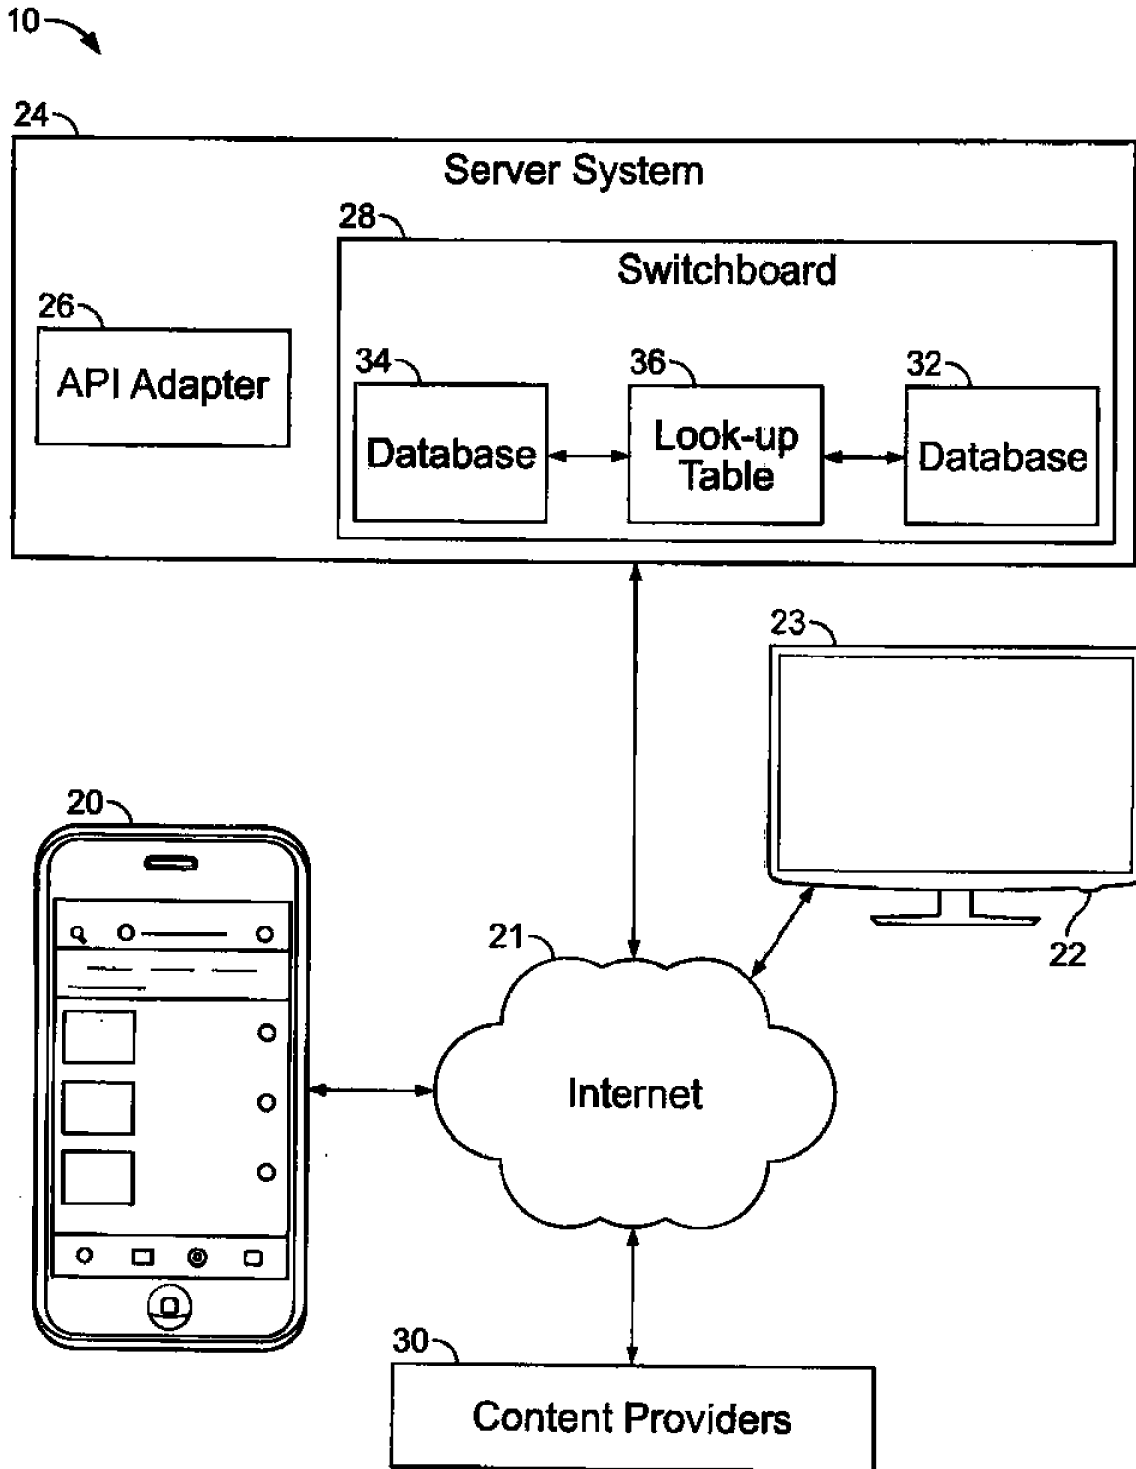 10
24
Server System
28
Switchboard
26
API Adapter
34
Database
36
Look-up
Table
32
Database
23
20
21
22
Internet
30
Content Providers